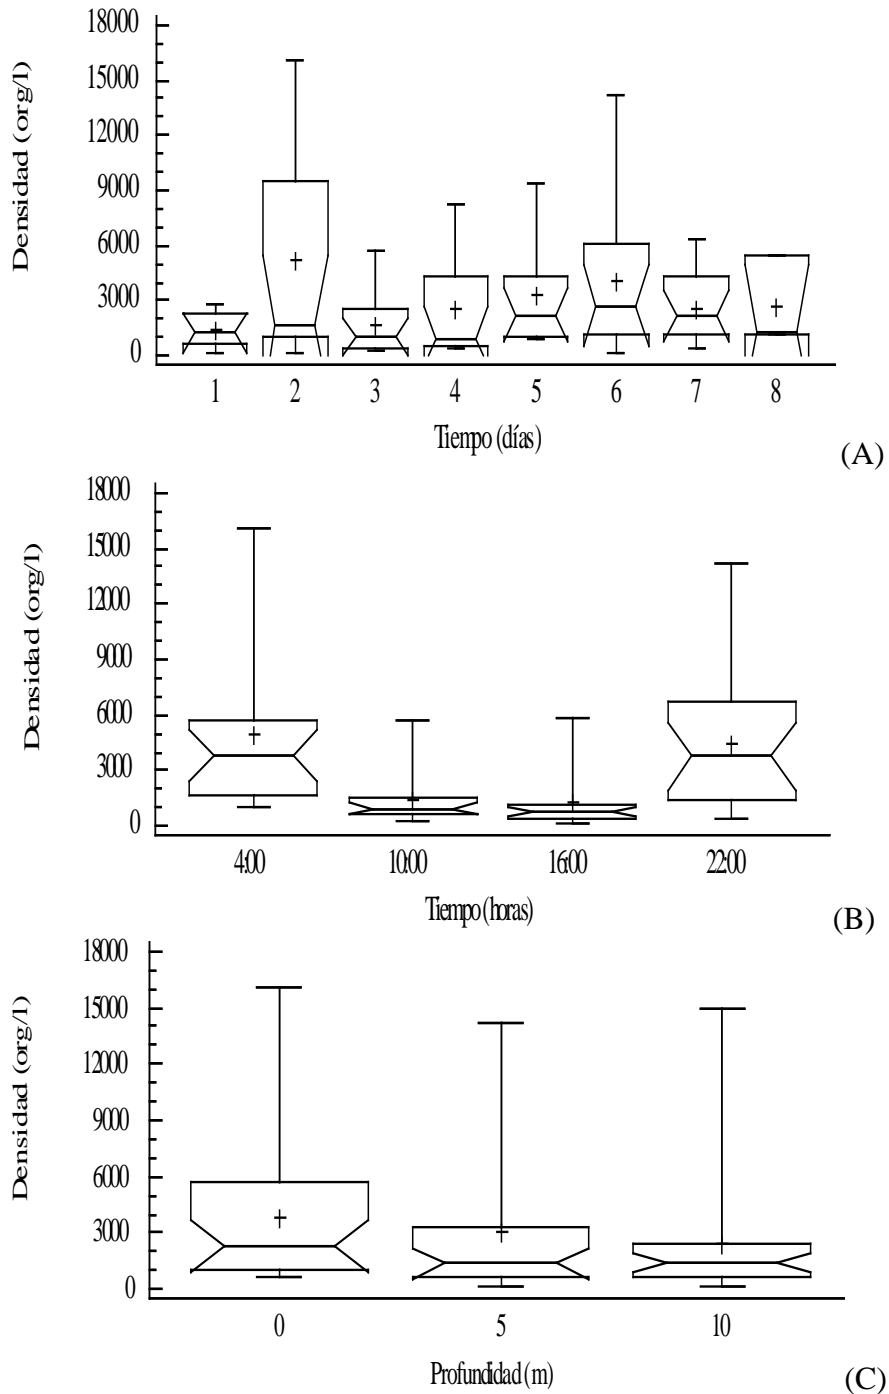 18000
15000
12000
9000
6000
3000
0
Densidad (org/l)
1 2 3 4 5 6 7 8
Tiempo (días)
(A)
18000
15000
12000
9000
6000
3000
0
Densidad (org/l)
4:00 10:00 16:00 22:00
Tiempo (horas)
(B)
18000
15000
12000
9000
6000
3000
0
Densidad (org/l)
0 5 10
Profundidad (m)
(C)